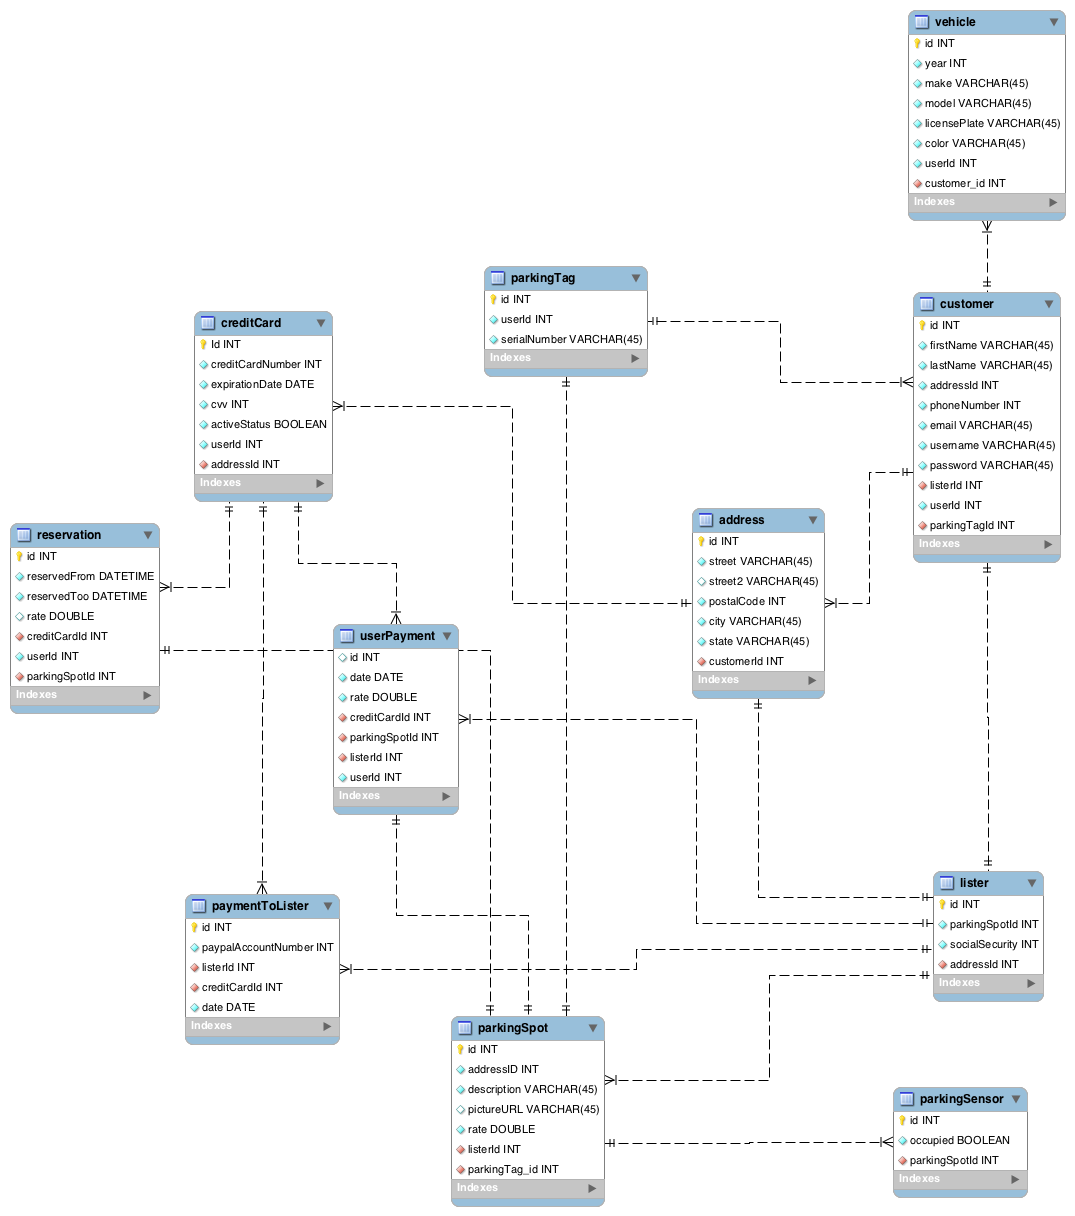 vehicle
id INT
year INT
make VARCHAR(45)
model VARCHAR(45)
licensePlate VARCHAR(45)
color VARCHAR(45)
userId INT
customer_id INT
Indexes
parkingTag
id INT
userId INT
serialNumber VARCHAR(45)
Indexes
customer
id INT
firstName VARCHAR(45)
lastName VARCHAR(45)
addressId INT
phoneNumber INT
email VARCHAR(45)
username VARCHAR(45)
password VARCHAR(45)
listerId INT
userId INT
parkingTagId INT
Indexes
creditCard
Id INT
creditCardNumber INT
expirationDate DATE
cvv INT
activeStatus BOOLEAN
userId INT
addressId INT
Indexes
address
id INT
street VARCHAR(45)
street2 VARCHAR(45)
postalCode INT
city VARCHAR(45)
state VARCHAR(45)
customerId INT
Indexes
reservation
id INT
reservedFrom DATETIME
reservedToo DATETIME
rate DOUBLE
creditCardId INT
userId INT
parkingSpotId INT
Indexes
userPayment
id INT
date DATE
rate DOUBLE
creditCardId INT
parkingSpotId INT
listerId INT
userId INT
Indexes
lister
id INT
parkingSpotId INT
socialSecurity INT
addressId INT
Indexes
paymentToLister
id INT
paypalAccountNumber INT
listerId INT
creditCardId INT
date DATE
Indexes
parkingSpot
id INT
addressID INT
description VARCHAR(45)
pictureURL VARCHAR(45)
rate DOUBLE
listerId INT
parkingTag_id INT
Indexes
parkingSensor
id INT
occupied BOOLEAN
parkingSpotId INT
Indexes